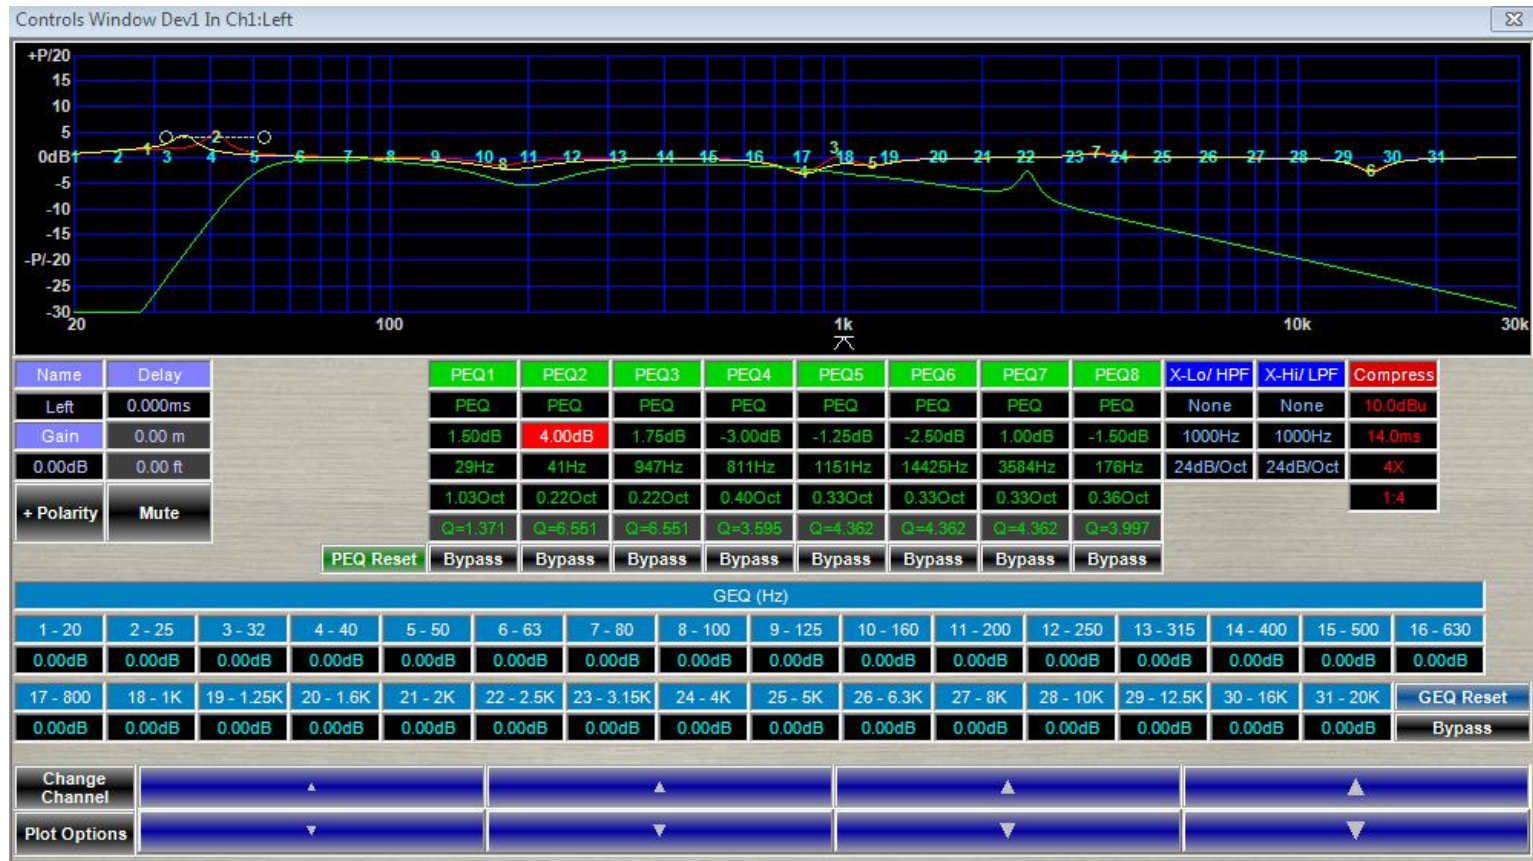 Controls Window Dev1 In Ch1:Left
+P/20
15
10
5
0dB
-5
-10
-15
-P/-20
-25
-30
1 2 3 4 5 6 7 8 9 10 11 12 13 14 15 16 17 18 19 20 21 22 23 24 25 26 27 28 29 30 31
1 2 8 4 3 5 7 6
20 100 1k 10k 30k
Name Delay PEQ1 PEQ2 PEQ3 PEQ4 PEQ5 PEQ6 PEQ7 PEQ8 X-Lo/ HPF X-Hi/ LPF Compress
Left 0.000ms PEQ PEQ PEQ PEQ PEQ PEQ PEQ PEQ None None 10.0dBu
Gain 0.00 m 1.50dB 4.00dB 1.75dB -3.00dB -1.25dB -2.50dB 1.00dB -1.50dB 1000Hz 1000Hz 14.0ms
0.00dB 0.00 ft 29Hz 41Hz 947Hz 811Hz 1151Hz 14425Hz 3584Hz 176Hz 24dB/Oct 24dB/Oct 4X
+ Polarity Mute 1.03Oct 0.22Oct 0.22Oct 0.40Oct 0.33Oct 0.33Oct 0.33Oct 0.36Oct 1:4
Q=1.371 Q=6.551 Q=6.551 Q=3.595 Q=4.362 Q=4.362 Q=4.362 Q=3.997
PEQ Reset Bypass Bypass Bypass Bypass Bypass Bypass Bypass Bypass
GEQ (Hz)
1 - 20 2 - 25 3 - 32 4 - 40 5 - 50 6 - 63 7 - 80 8 - 100 9 - 125 10 - 160 11 - 200 12 - 250 13 - 315 14 - 400 15 - 500 16 - 630
0.00dB 0.00dB 0.00dB 0.00dB 0.00dB 0.00dB 0.00dB 0.00dB 0.00dB 0.00dB 0.00dB 0.00dB 0.00dB 0.00dB 0.00dB 0.00dB
17 - 800 18 - 1K 19 - 1.25K 20 - 1.6K 21 - 2K 22 - 2.5K 23 - 3.15K 24 - 4K 25 - 5K 26 - 6.3K 27 - 8K 28 - 10K 29 - 12.5K 30 - 16K 31 - 20K GEQ Reset
0.00dB 0.00dB 0.00dB 0.00dB 0.00dB 0.00dB 0.00dB 0.00dB 0.00dB 0.00dB 0.00dB 0.00dB 0.00dB 0.00dB 0.00dB Bypass
Change
Channel
Plot Options